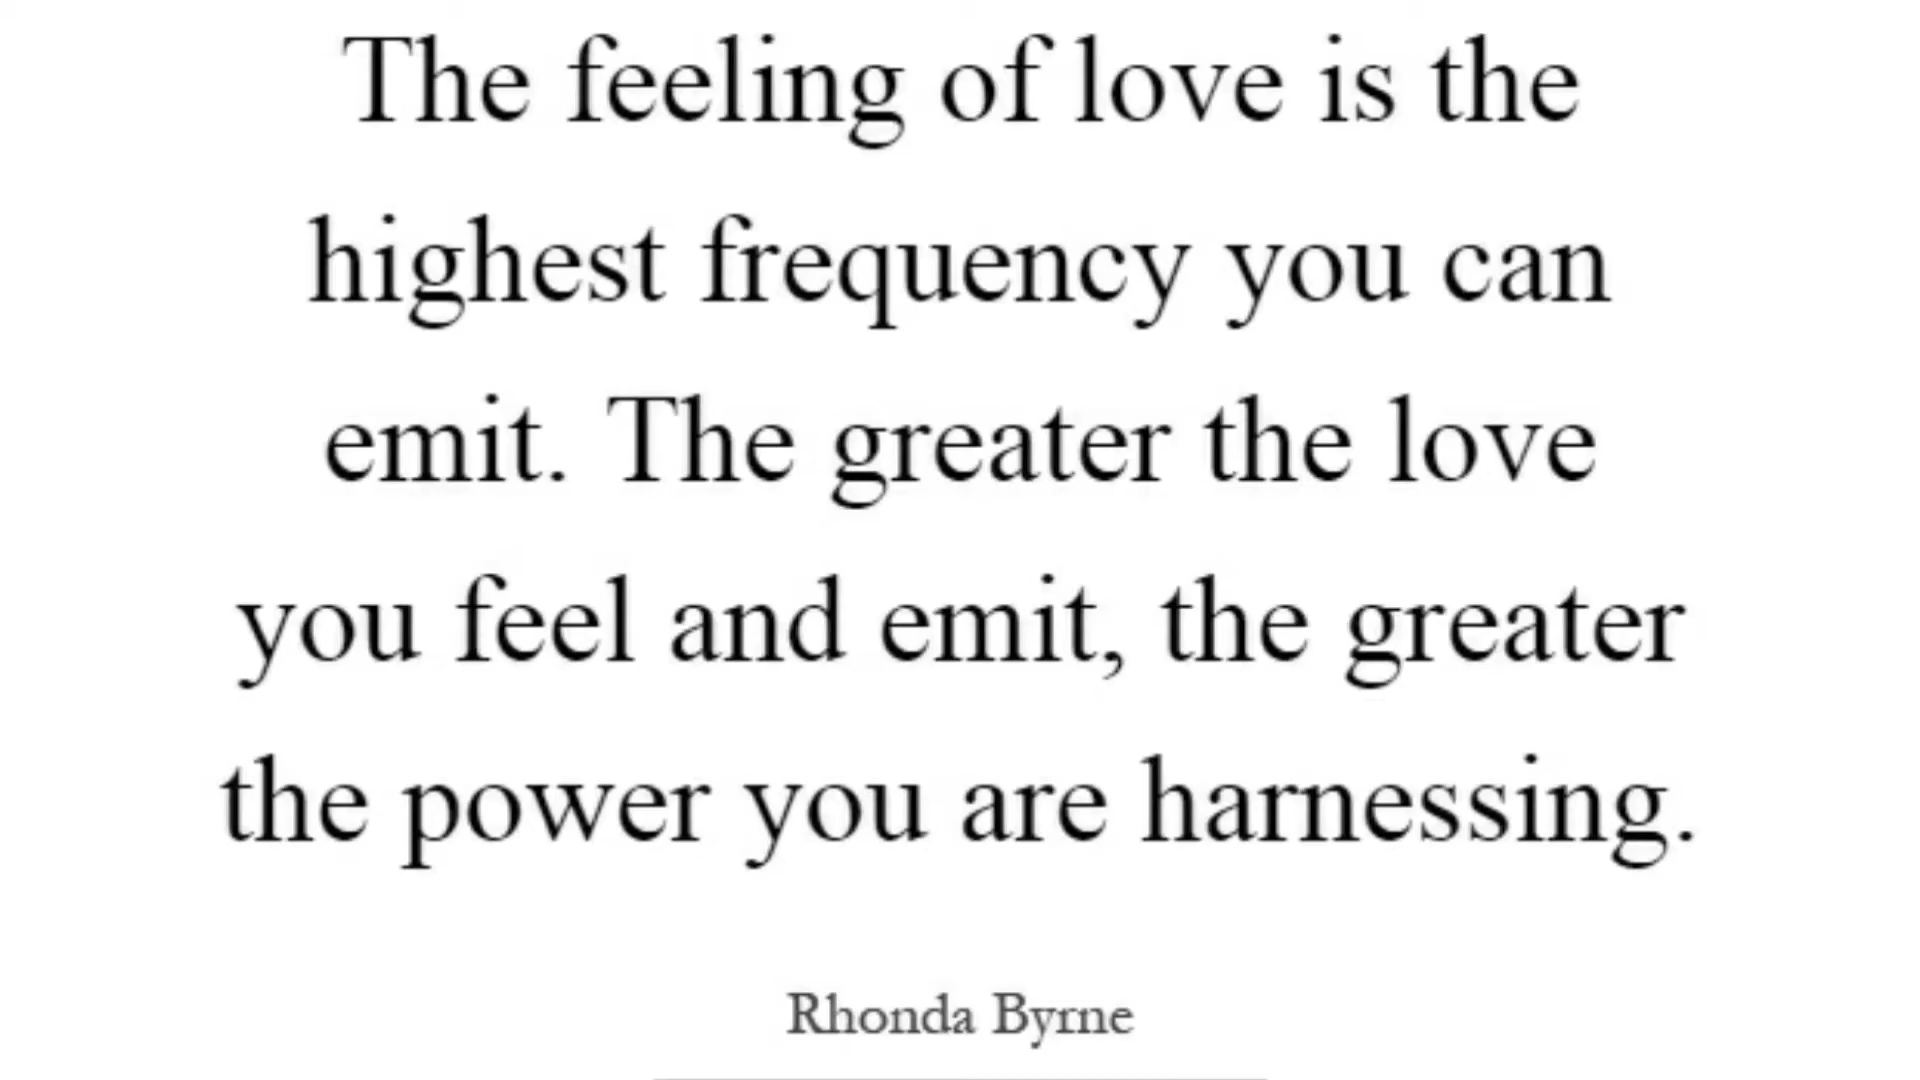 The feeling of love is the
highest frequency you can
emit. The greater the love
you feel and emit, the greater
the power you are harnessing.
Rhonda Byrne